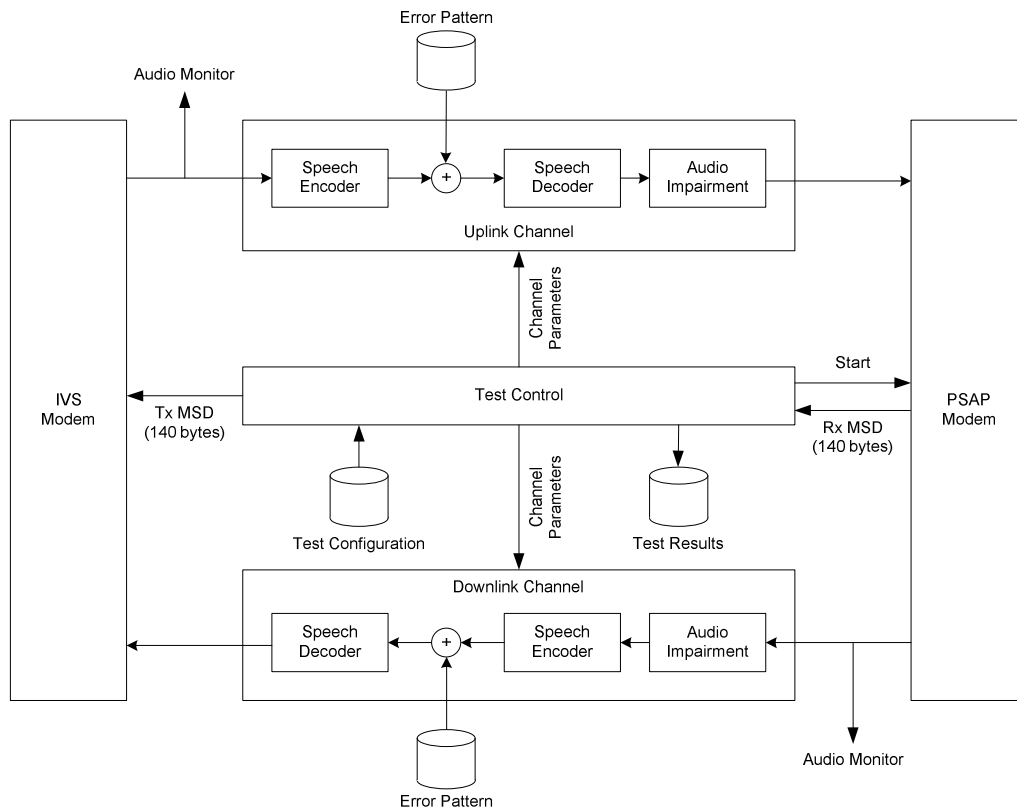 Error Pattern
Audio Monitor
Speech
Encoder
+
Speech
Decoder
Audio
Impairment
Uplink Channel
Channel
Parameters
IVS
Modem
Tx MSD
(140 bytes)
Test Control
Start
Rx MSD
(140 bytes)
PSAP
Modem
Test Configuration
Channel
Parameters
Test Results
Downlink Channel
Speech
Decoder
+
Speech
Encoder
Audio
Impairment
Audio Monitor
Error Pattern